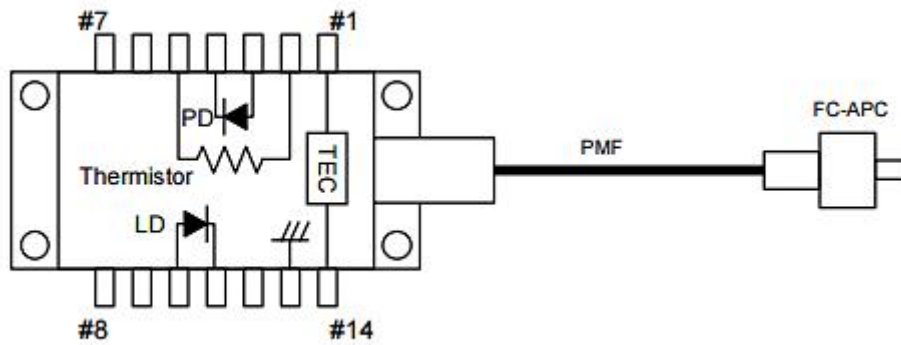 #7
#1
PD
FC-APC
PMF
TEC
Thermistor
LD
#8
#14